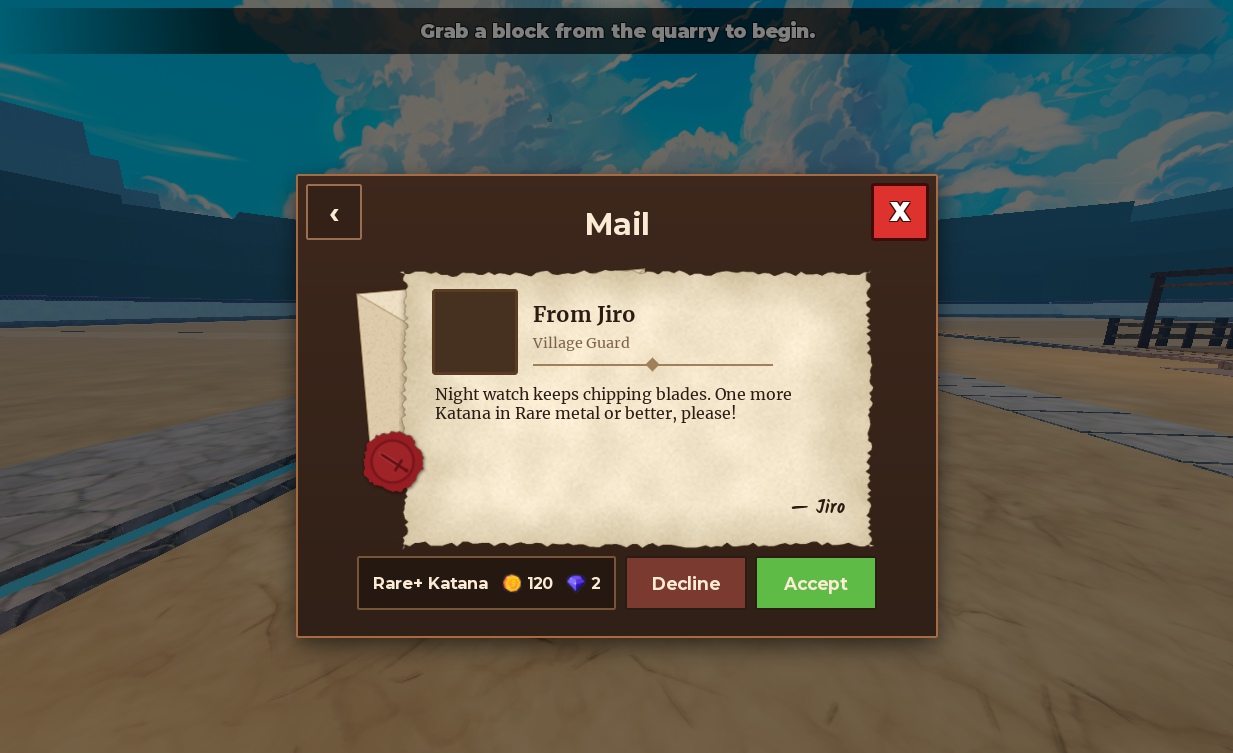 Grab a block from the quarry to begin.
‹
Mail
X
From Jiro
Village Guard
Night watch keeps chipping blades. One more
Katana in Rare metal or better, please!
— Jiro
Rare+ Katana 120 2
Decline
Accept